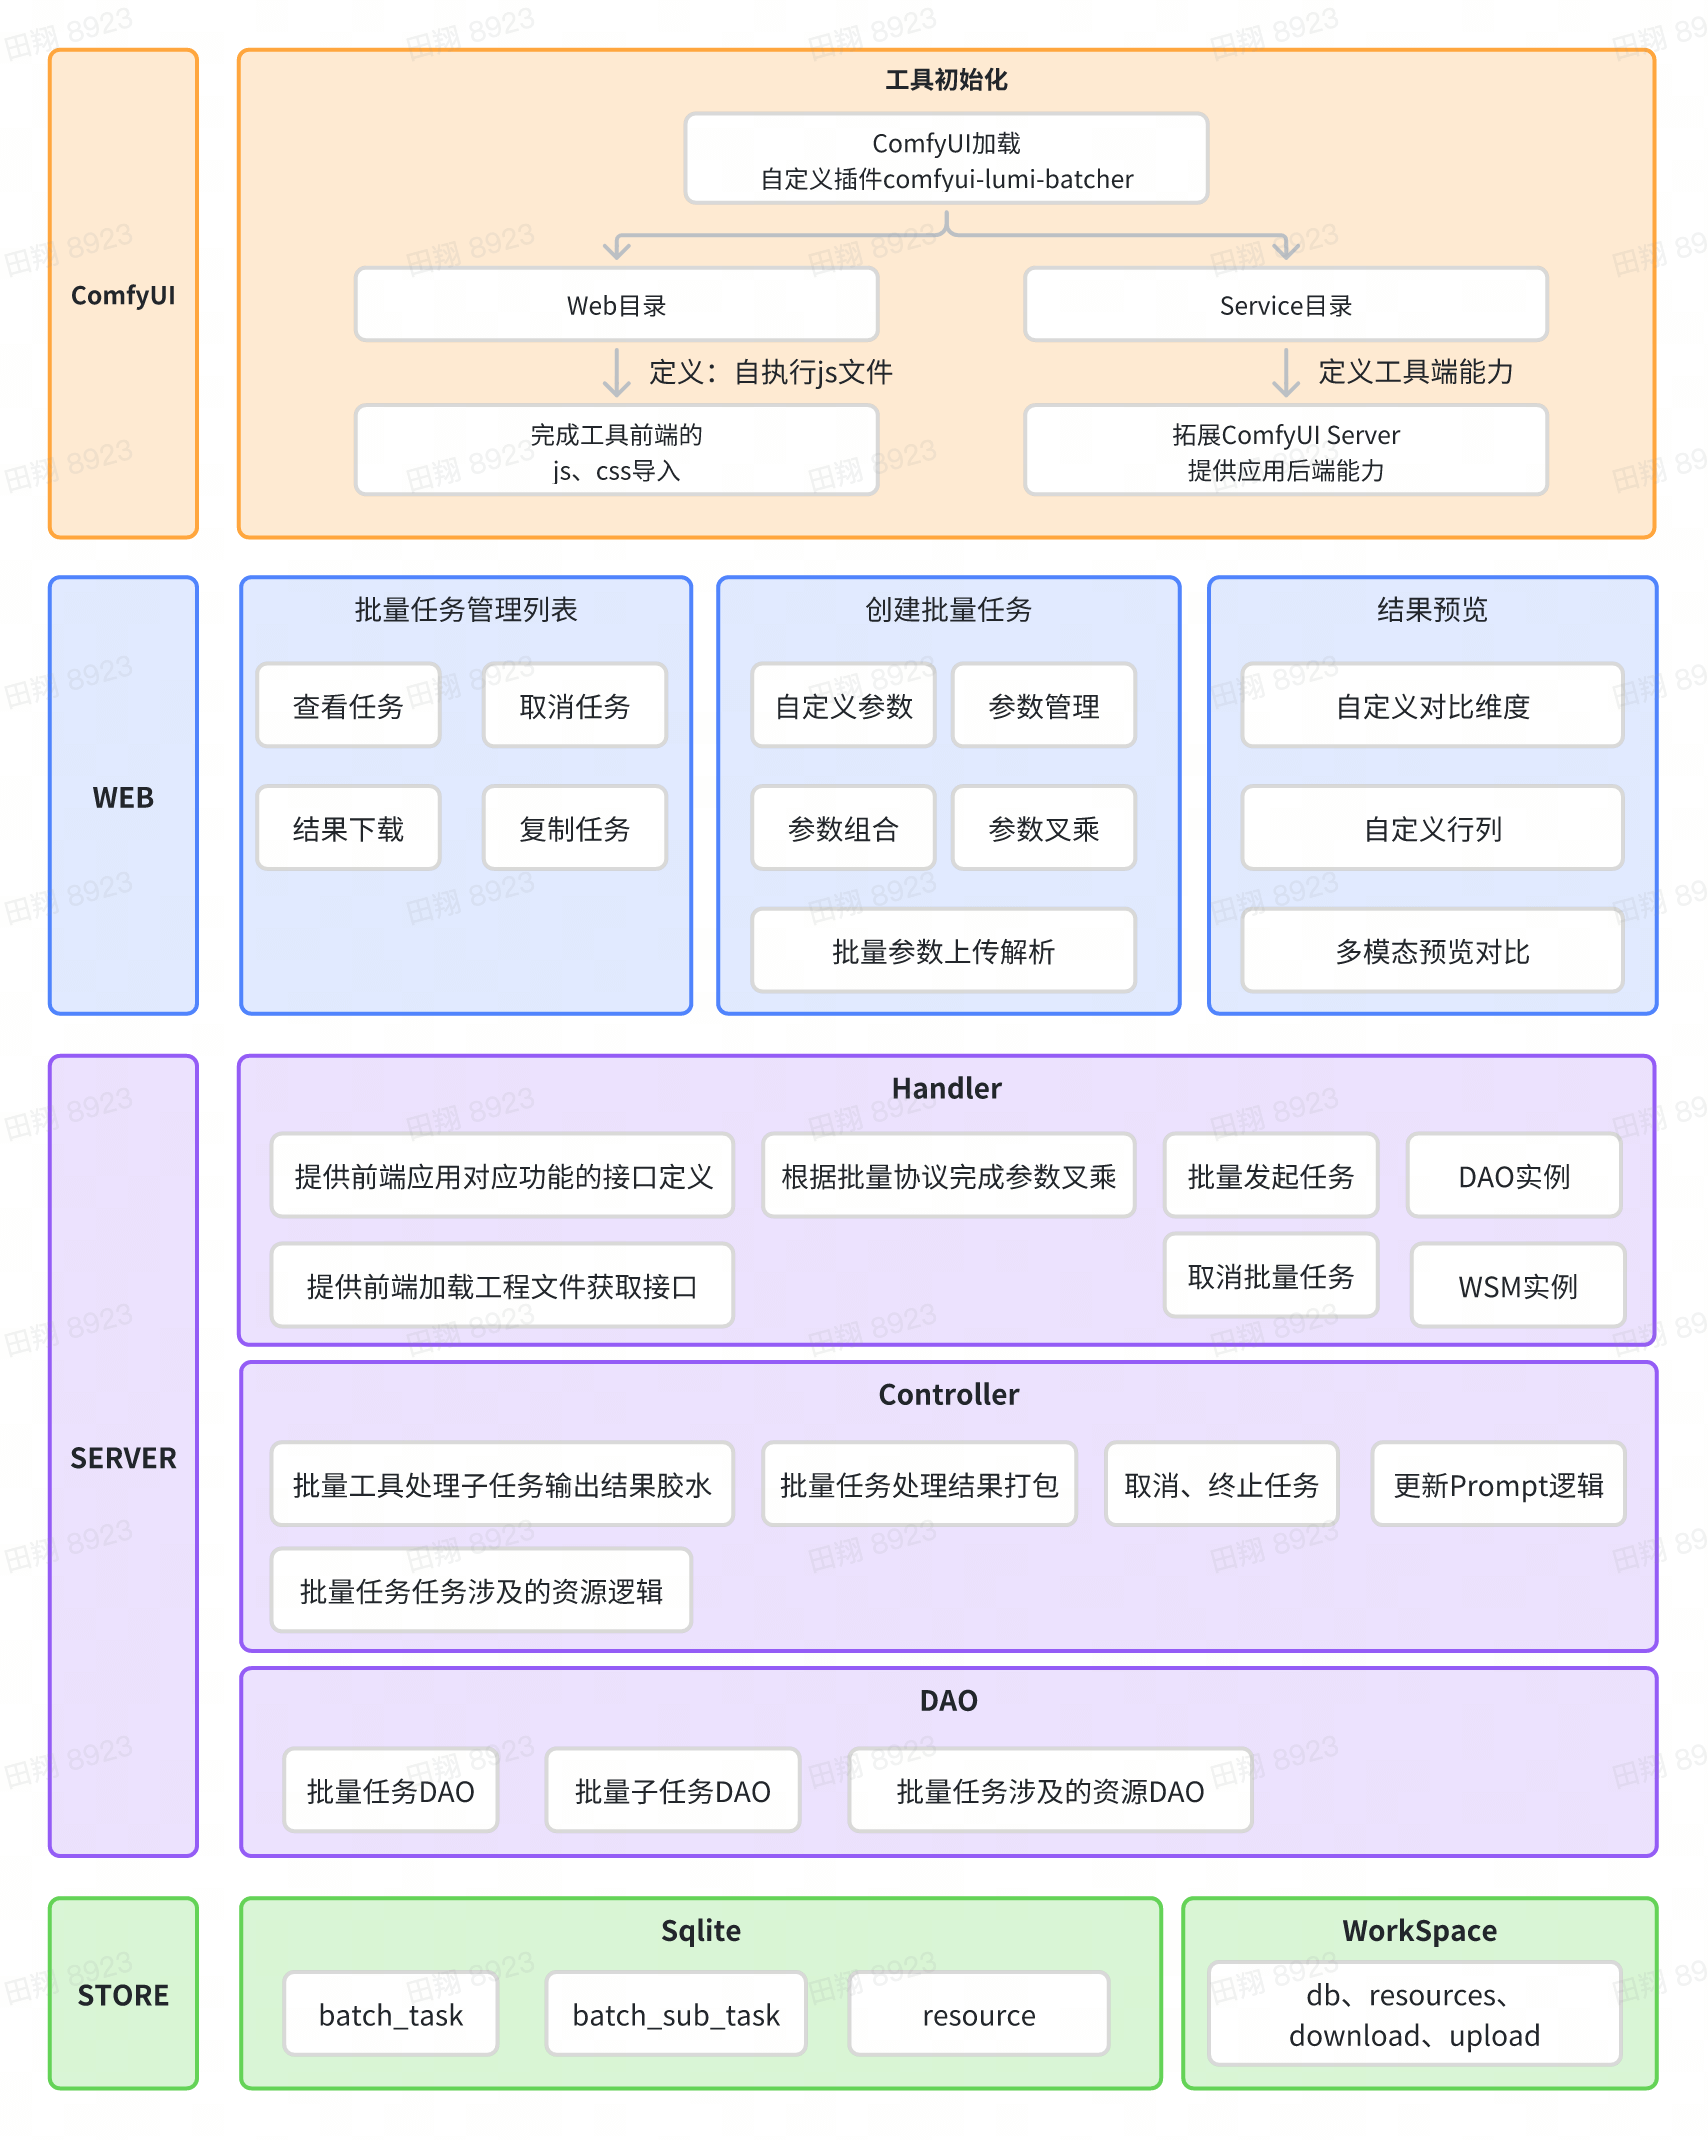 ComfyUI
工具初始化
ComfyUI加载
自定义插件comfyui-lumi-batcher
Web目录
Service目录
定义：自执行js文件
定义工具端能力
完成工具前端的
js、css导入
拓展ComfyUI Server
提供应用后端能力
WEB
批量任务管理列表
查看任务
取消任务
结果下载
复制任务
创建批量任务
自定义参数
参数管理
参数组合
参数叉乘
批量参数上传解析
结果预览
自定义对比维度
自定义行列
多模态预览对比
SERVER
Handler
提供前端应用对应功能的接口定义
根据批量协议完成参数叉乘
批量发起任务
DAO实例
提供前端加载工程文件获取接口
取消批量任务
WSM实例
Controller
批量工具处理子任务输出结果胶水
批量任务处理结果打包
取消、终止任务
更新Prompt逻辑
批量任务任务涉及的资源逻辑
DAO
批量任务DAO
批量子任务DAO
批量任务涉及的资源DAO
STORE
Sqlite
batch_task
batch_sub_task
resource
WorkSpace
db、resources、
download、upload
田翔 8923